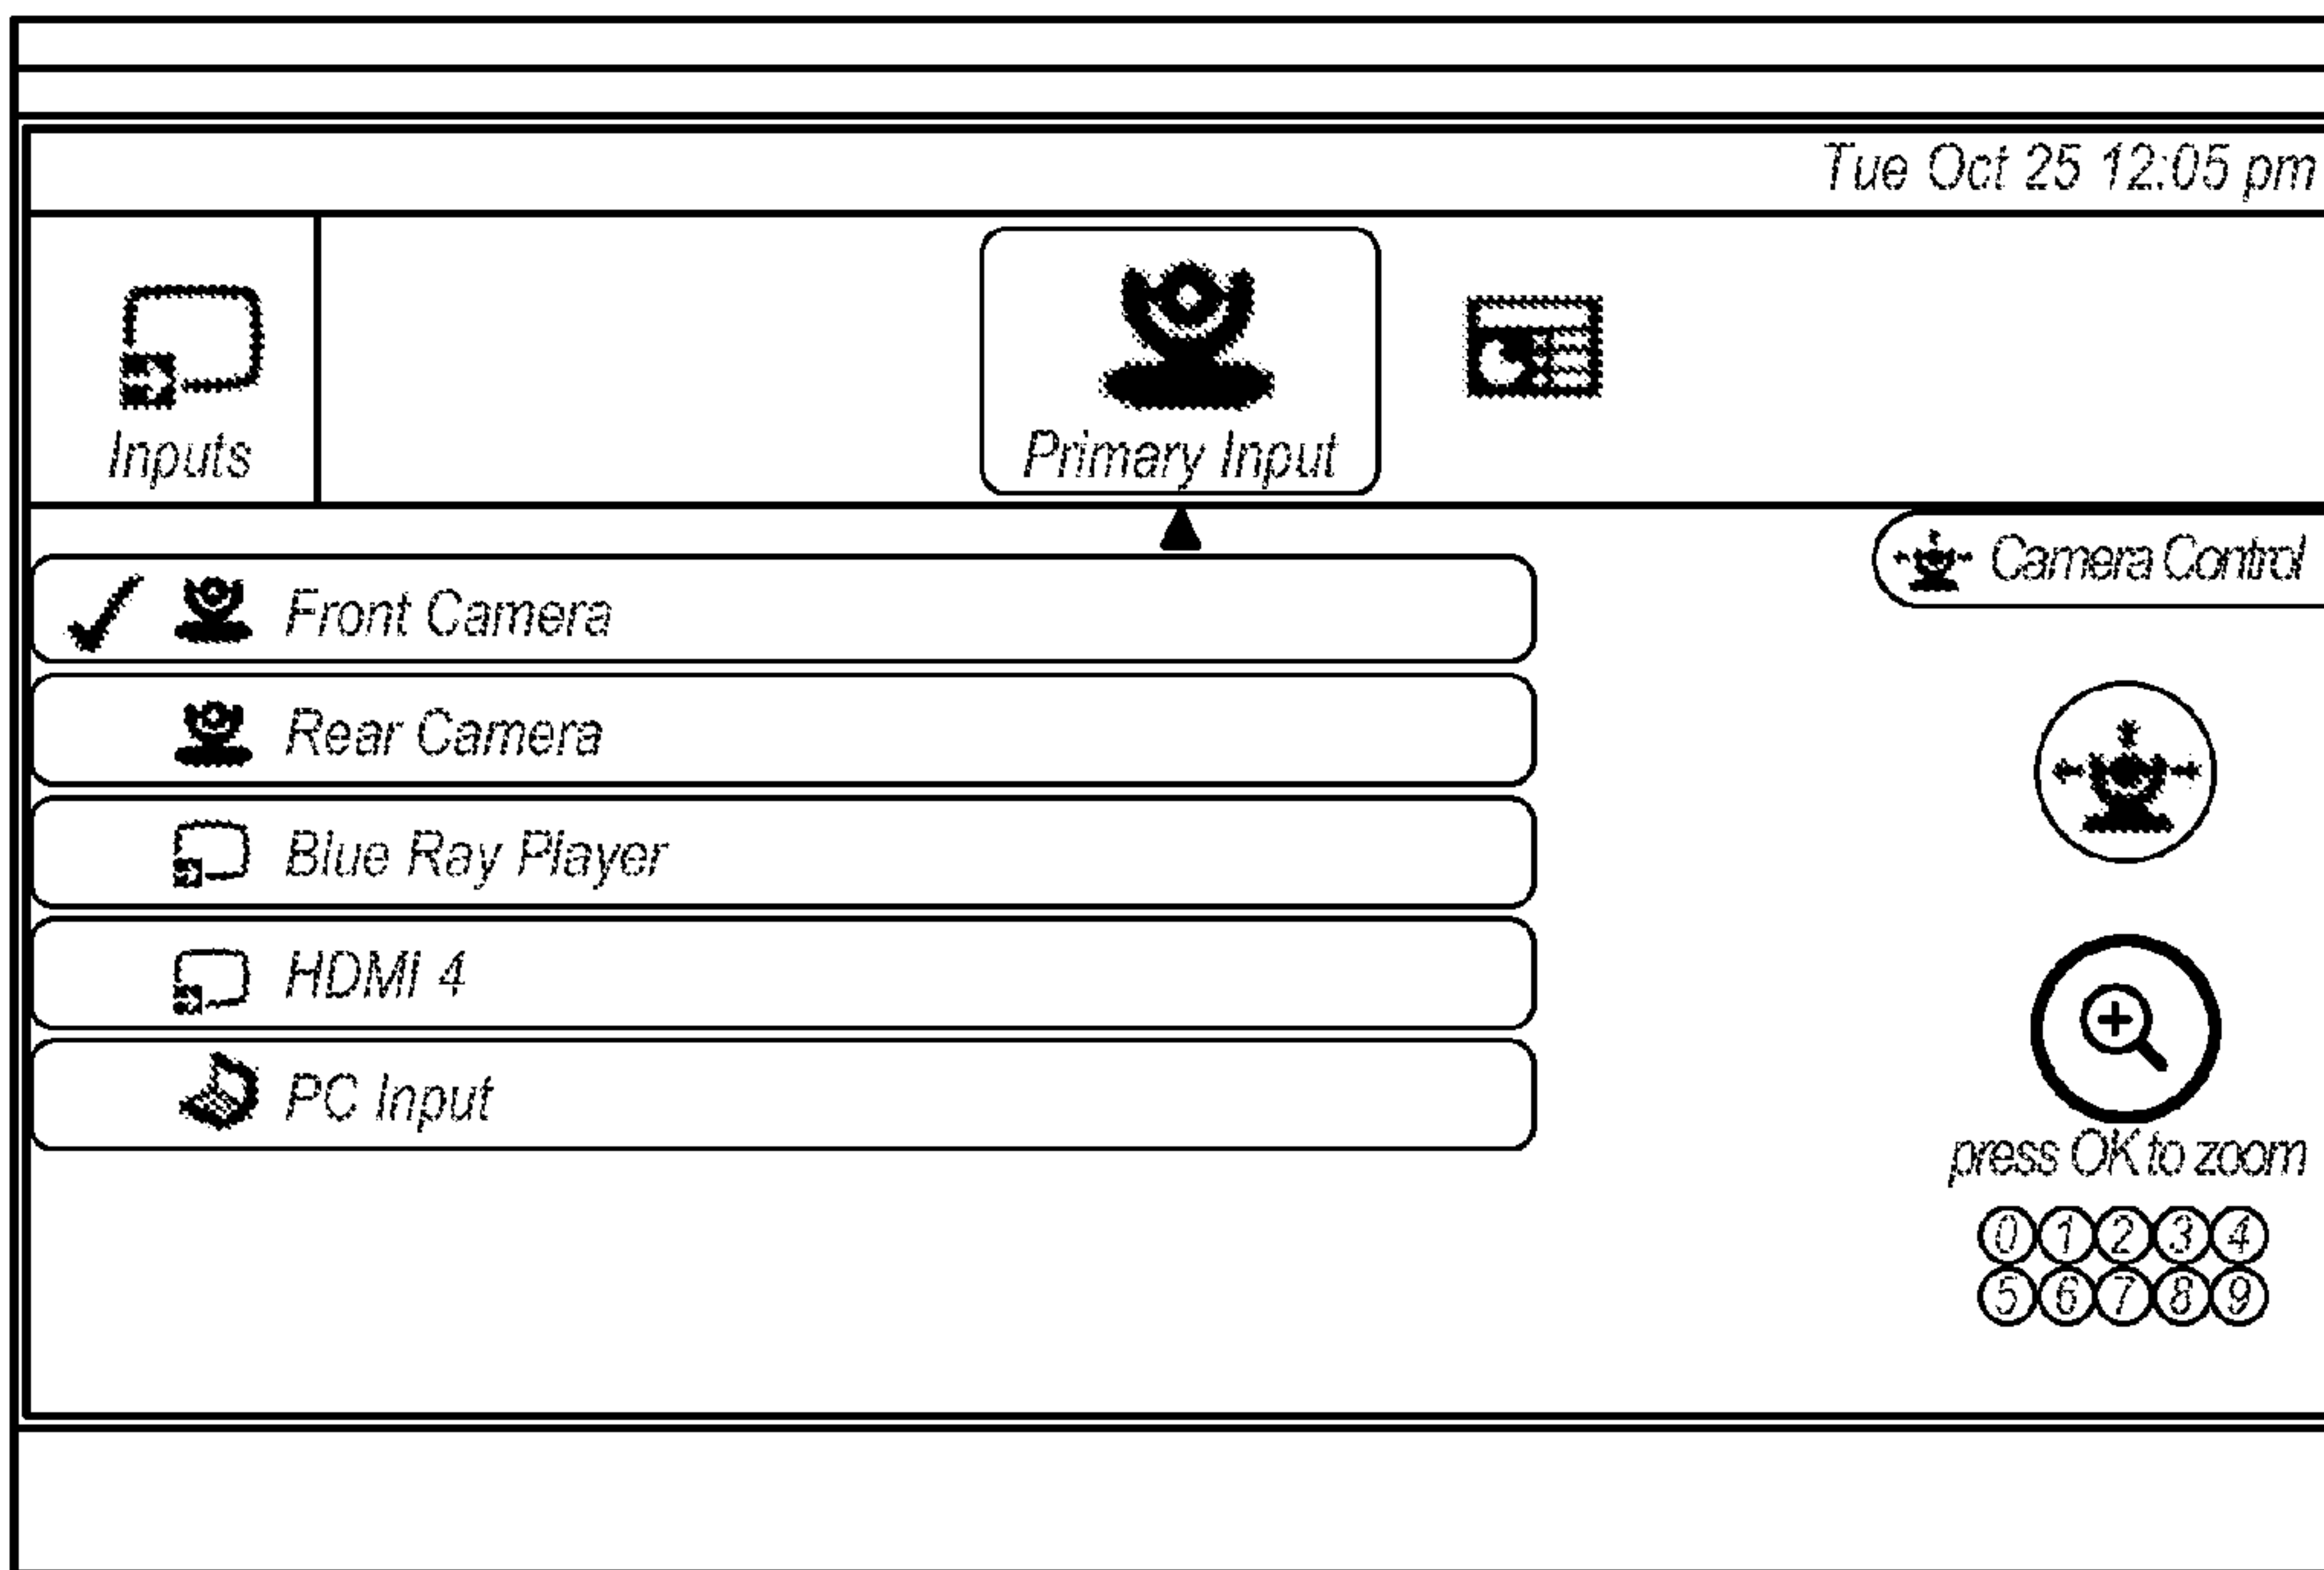 Tue Oct 25 12:05 pm
Inputs
Primary Input
Camera Control
Front Camera
Rear Camera
Blue Ray Player
HDMI 4
PC Input
press OK to zoom
0 1 2 3 4
5 6 7 8 9